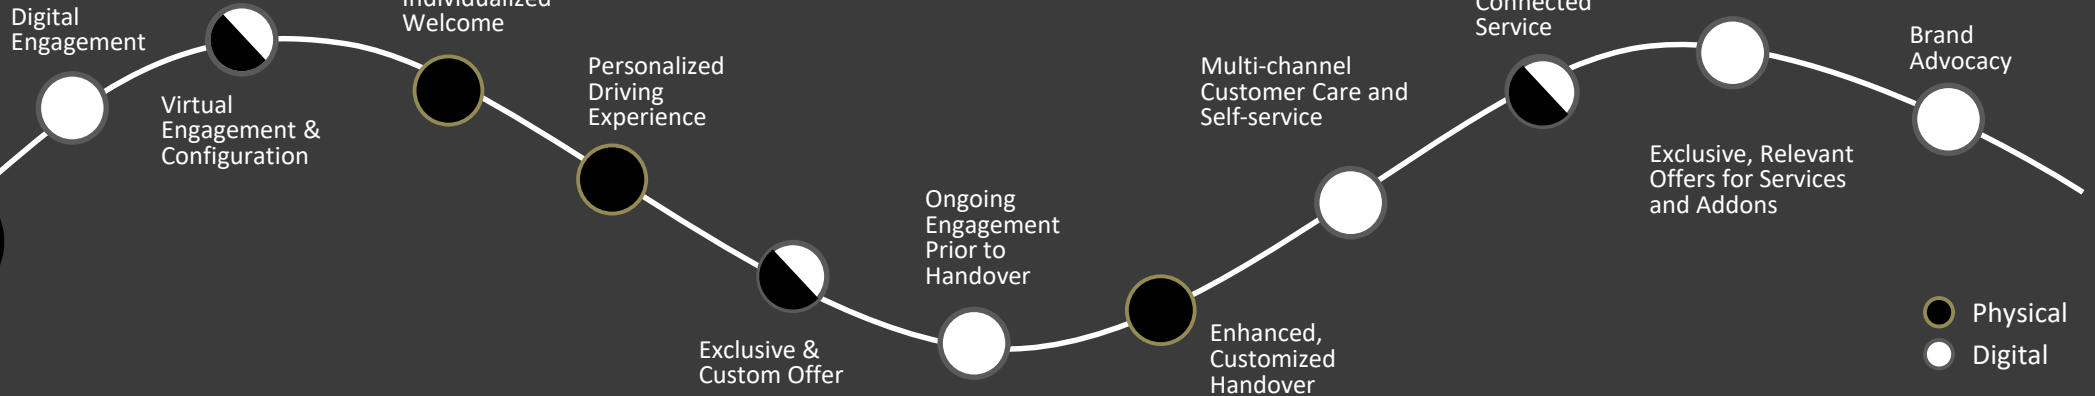 Digital
Engagement
Virtual
Engagement &
Configuration
Individualized
Welcome
Personalized
Driving
Experience
Exclusive &
Custom Offer
Ongoing
Engagement
Prior to
Handover
Enhanced,
Customized
Handover
Multi-channel
Customer Care and
Self-service
Connected
Service
Exclusive, Relevant
Offers for Services
and Addons
Brand
Advocacy
Physical
Digital